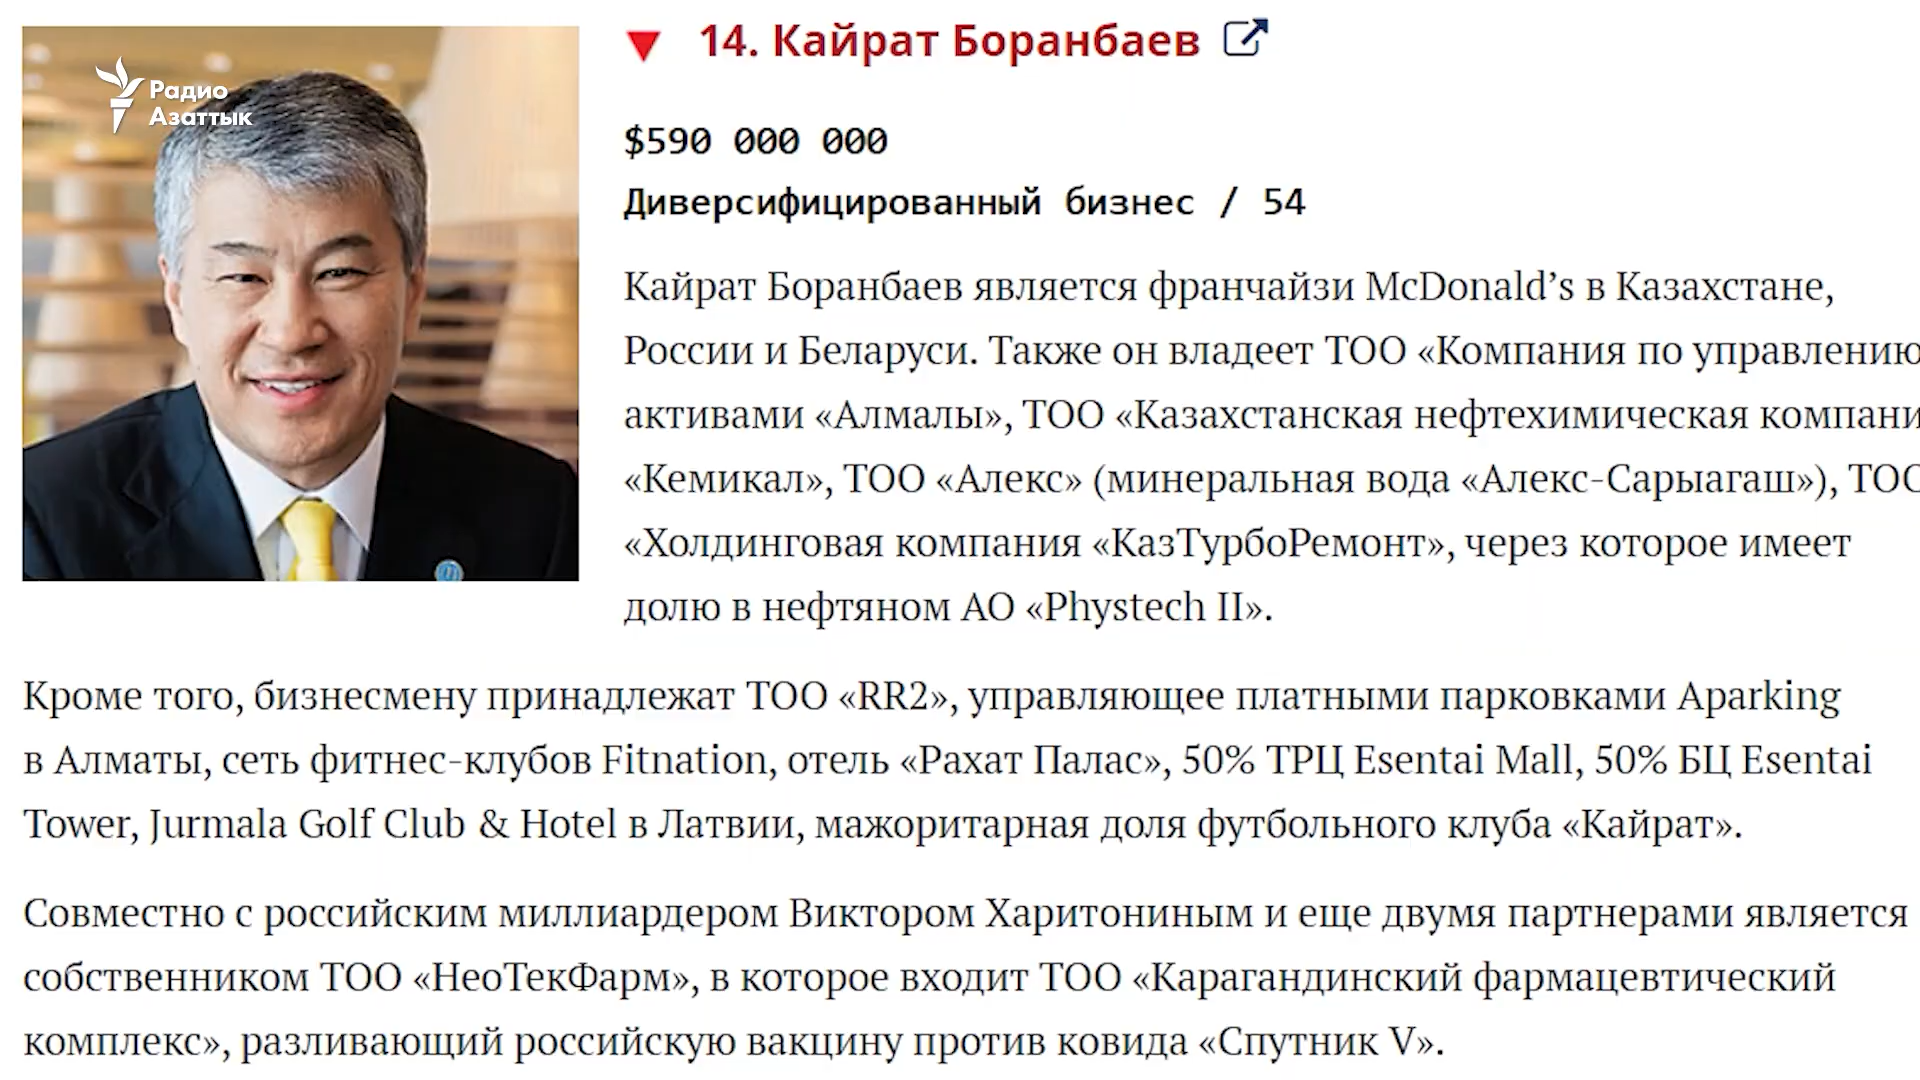 Радио
Азаттык
14. Кайрат Боранбаев
$590 000 000
Диверсифицированный бизнес / 54
Кайрат Боранбаев является франчайзи McDonald’s в Казахстане,
России и Беларуси. Также он владеет ТОО «Компания по управлению
активами «Алмалы», ТОО «Казахстанская нефтехимическая компани
«Кемикал», ТОО «Алекс» (минеральная вода «Алекс-Сарыагаш»), ТОО
«Холдинговая компания «КазТурбоРемонт», через которое имеет
долю в нефтяном АО «Phystech II».
Кроме того, бизнесмену принадлежат ТОО «RR2», управляющее платными парковками Aparking
в Алматы, сеть фитнес-клубов Fitnation, отель «Рахат Палас», 50% ТРЦ Esentai Mall, 50% БЦ Esentai
Tower, Jurmala Golf Club & Hotel в Латвии, мажоритарная доля футбольного клуба «Кайрат».
Совместно с российским миллиардером Виктором Харитониным и еще двумя партнерами является
собственником ТОО «НеоТекФарм», в которое входит ТОО «Карагандинский фармацевтический
комплекс», разливающий российскую вакцину против ковида «Спутник V».